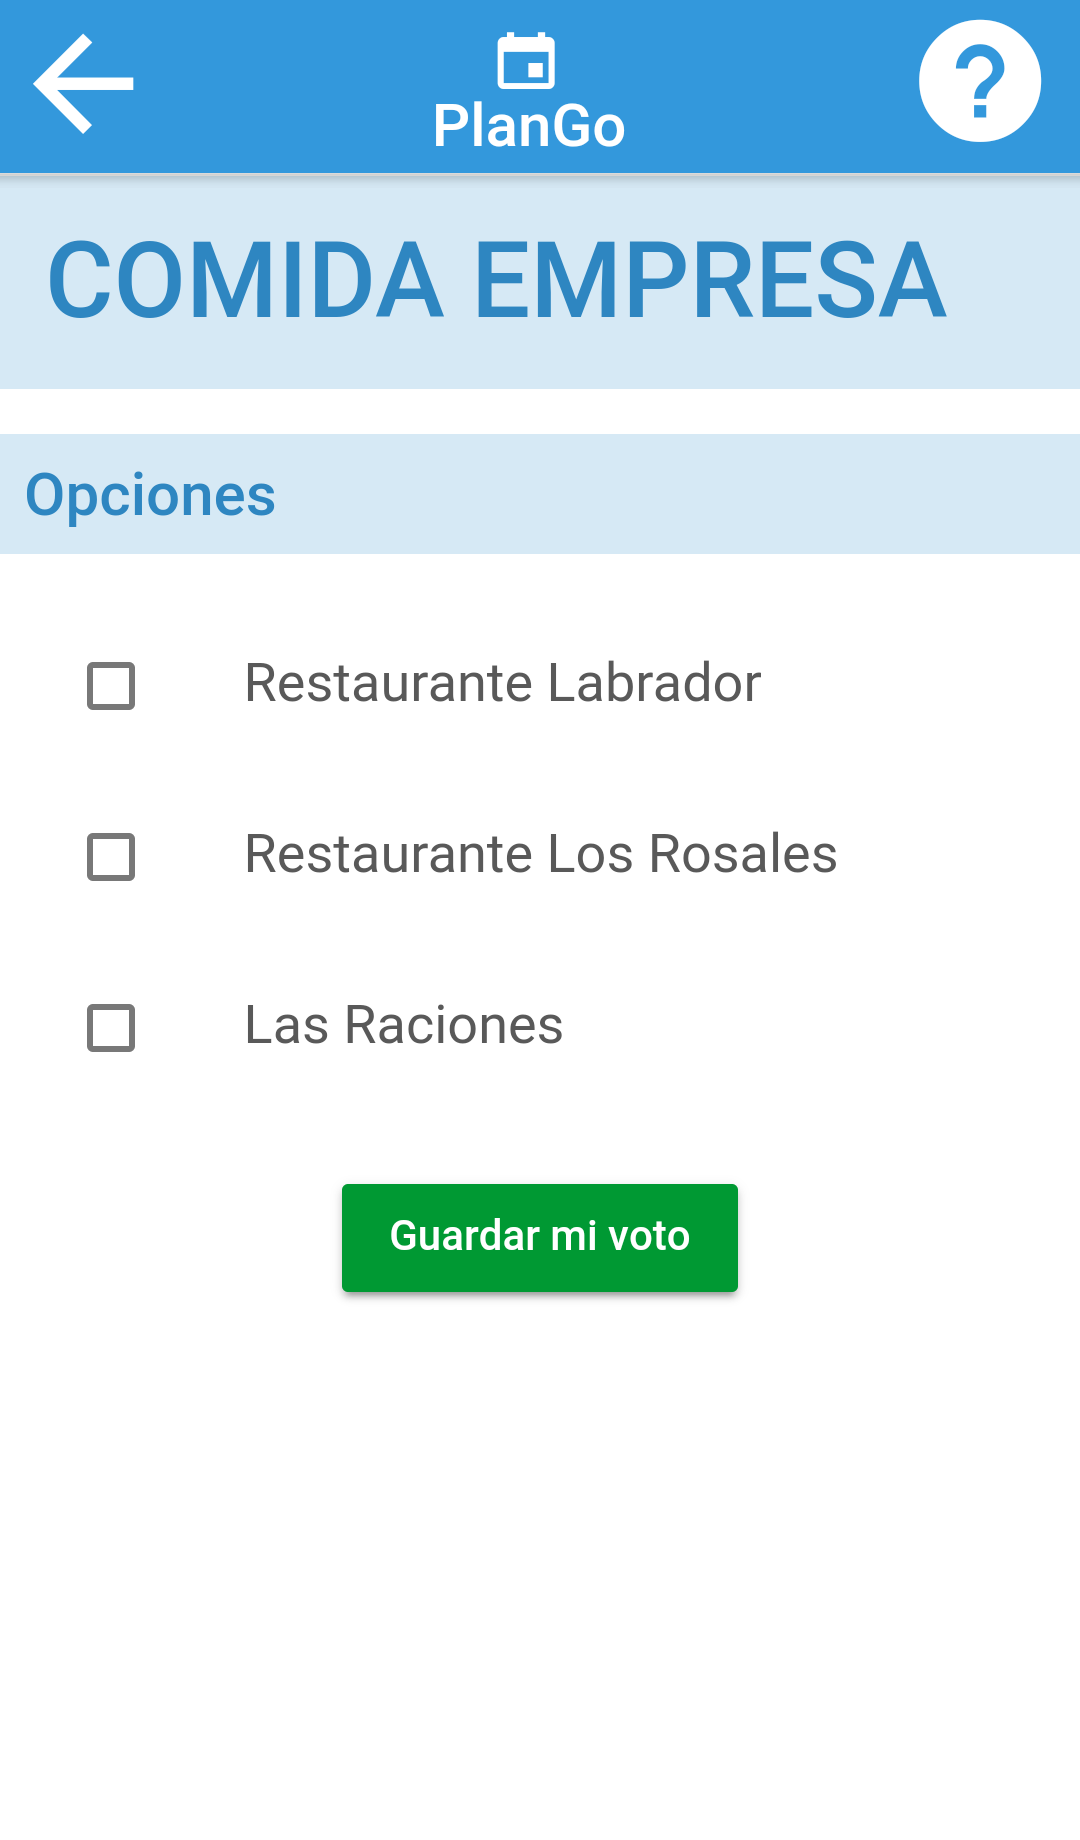 PlanGo
COMIDA EMPRESA
Opciones
Restaurante Labrador
Restaurante Los Rosales
Las Raciones
Guardar mi voto